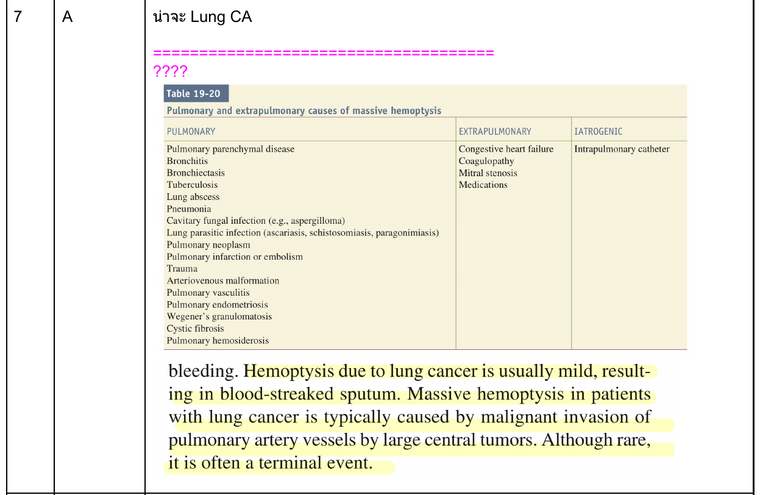 7 A น่าจะ Lung CA
=====================================
????
Table 19-20
Pulmonary and extrapulmonary causes of massive hemoptysis
PULMONARY EXTRAPULMONARY IATROGENIC
Pulmonary parenchymal disease Congestive heart failure Intrapulmonary catheter
Bronchitis Coagulopathy
Bronchiectasis Mitral stenosis
Tuberculosis Medications
Lung abscess
Pneumonia
Cavitary fungal infection (e.g., aspergilloma)
Lung parasitic infection (ascariasis, schistosomiasis, paragonimiasis)
Pulmonary neoplasm
Pulmonary infarction or embolism
Trauma
Arteriovenous malformation
Pulmonary vasculitis
Pulmonary endometriosis
Wegener's granulomatosis
Cystic fibrosis
Pulmonary hemosiderosis
bleeding. Hemoptysis due to lung cancer is usually mild, result-
ing in blood-streaked sputum. Massive hemoptysis in patients
with lung cancer is typically caused by malignant invasion of
pulmonary artery vessels by large central tumors. Although rare,
it is often a terminal event.